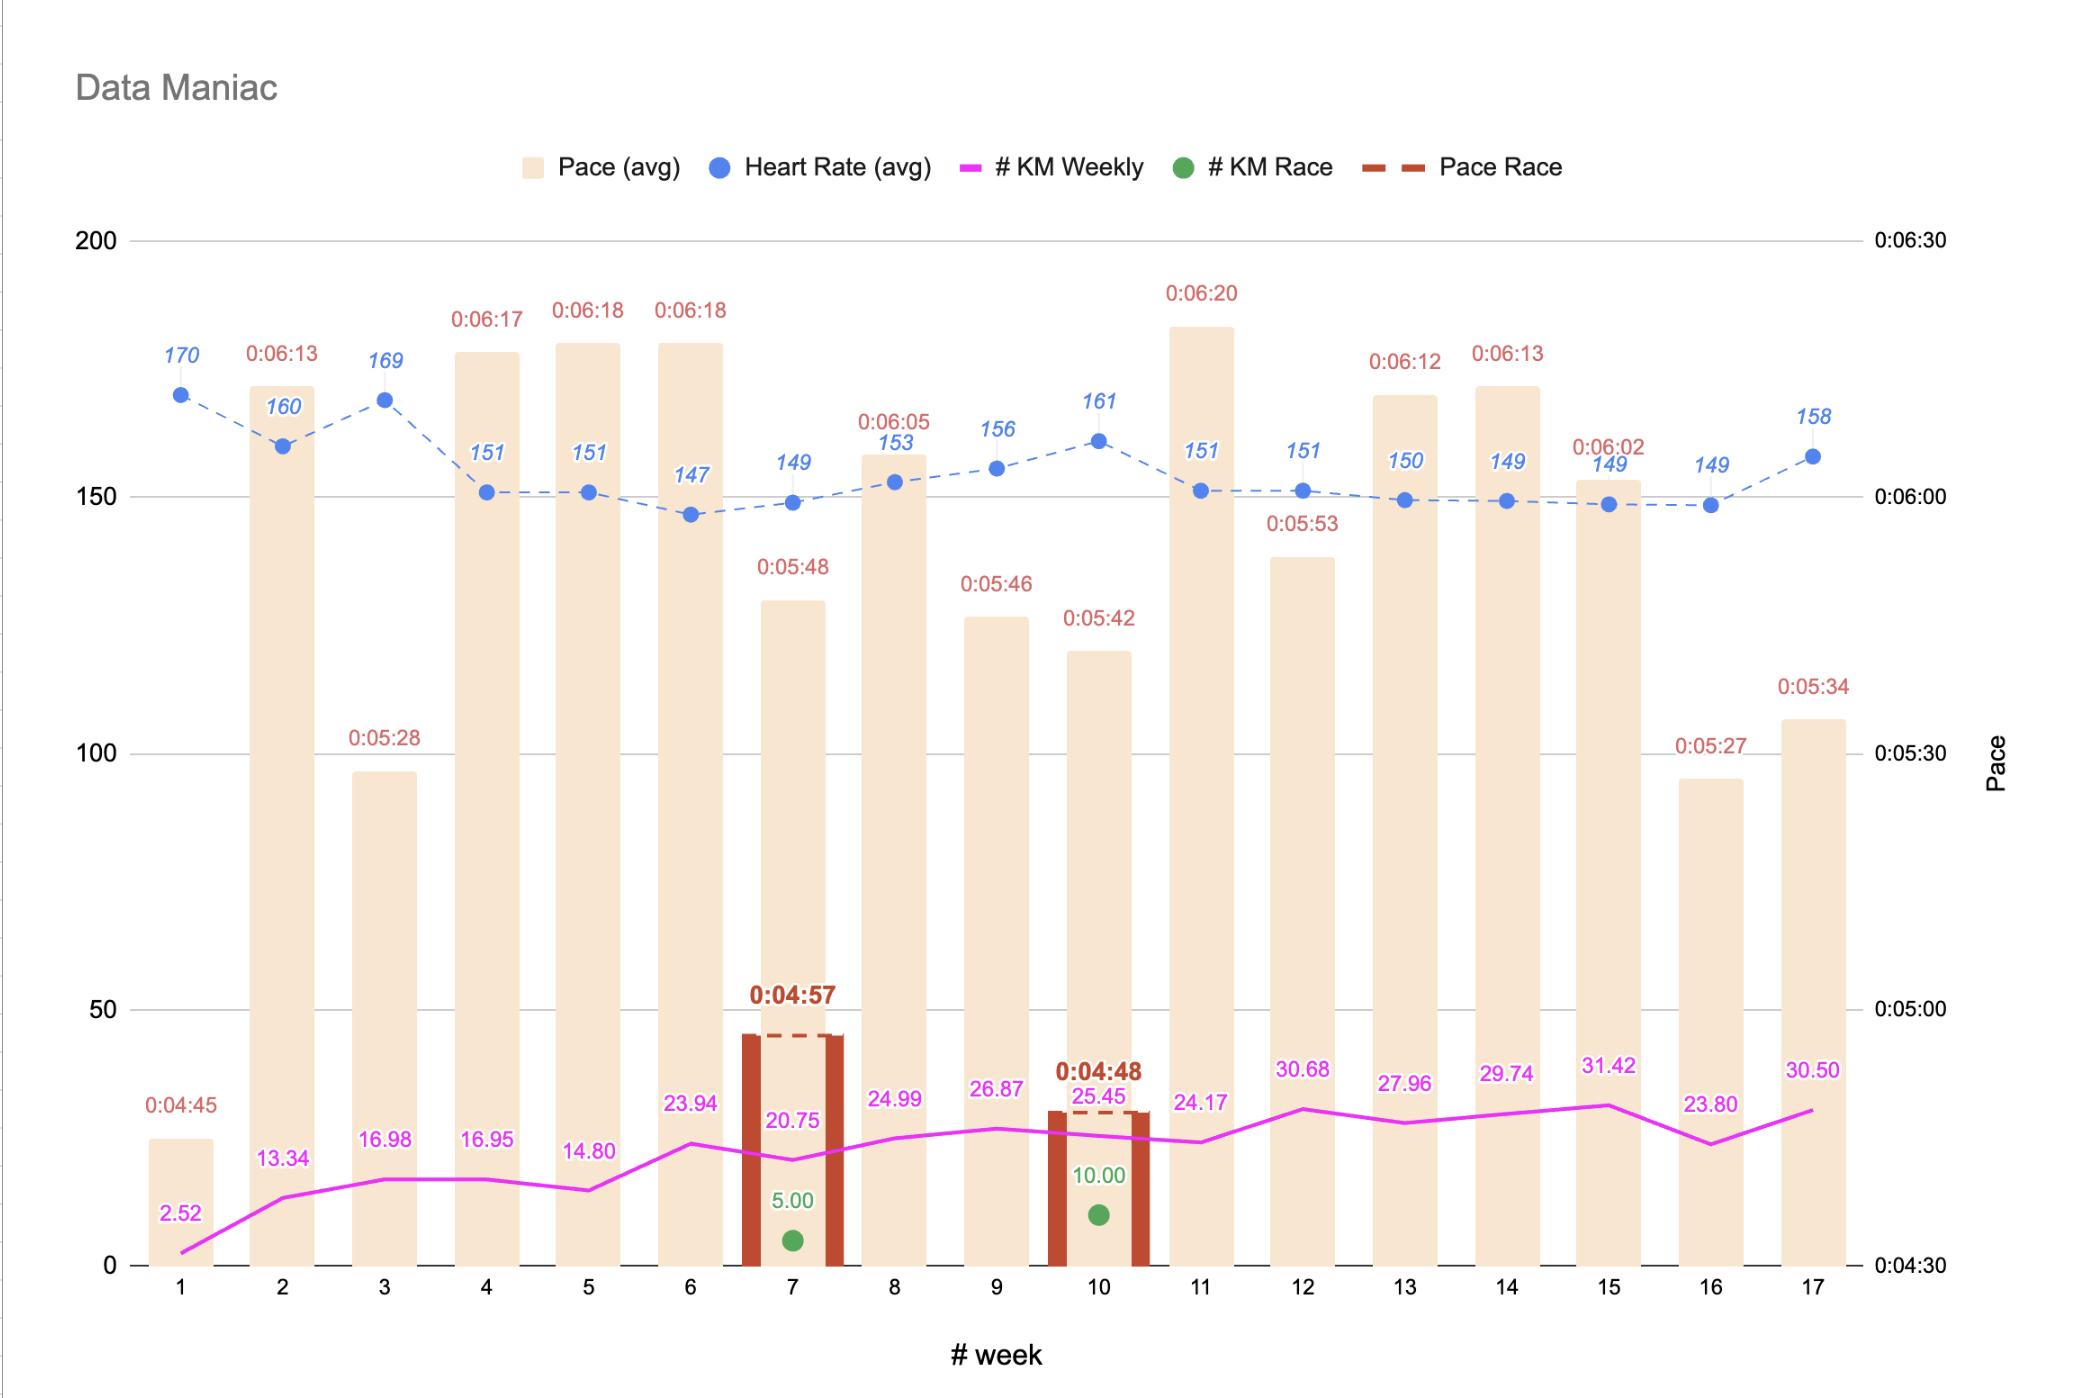 Data Maniac
Pace (avg) Heart Rate (avg) # KM Weekly # KM Race Pace Race
200 0:06:30
0:06:20
0:06:17 0:06:18 0:06:18
170 0:06:13 169 0:06:12 0:06:13
160 161 158
0:06:05 156 0:06:02
151 151 147 149 153 151 151 150 149 149 149
150 0:06:00
0:05:53
0:05:48 0:05:46
0:05:42
0:05:34
0:05:28 0:05:27
100 0:05:30
Pace
0:04:57
50 0:05:00
0:04:48
0:04:45 23.94 20.75 24.99 26.87 25.45 24.17 30.68 27.96 29.74 31.42 23.80 30.50
2.52 13.34 16.98 16.95 14.80
5.00 10.00
0 0:04:30
1 2 3 4 5 6 7 8 9 10 11 12 13 14 15 16 17
# week